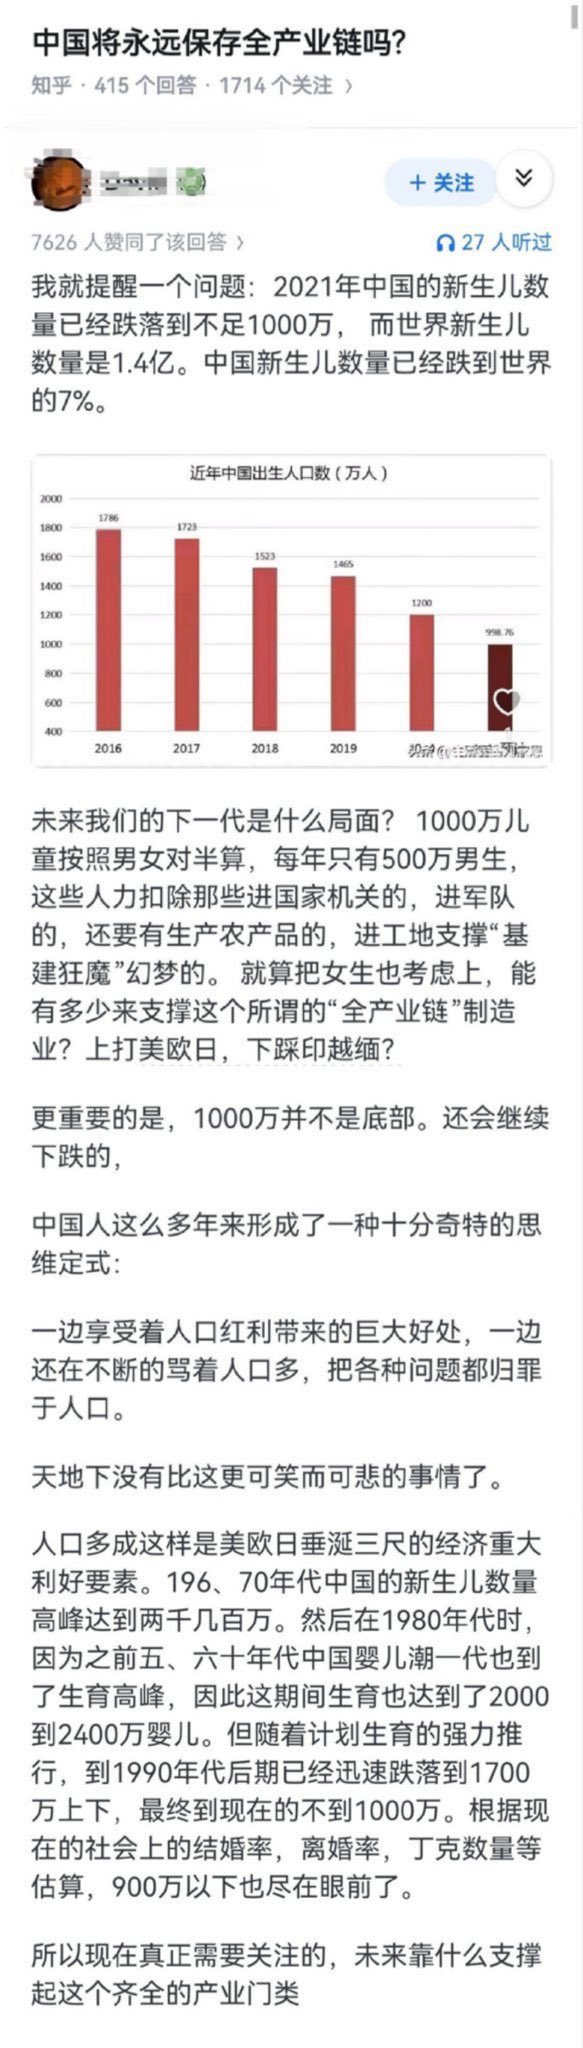 中国将永远保存全产业链吗?
知乎 · 415 个回答 · 1714 个关注 >
+ 关注
7626 人赞同了该回答 >
27 人听过
我就提醒一个问题：2021年中国的新生儿数
量已经跌落到不足1000万， 而世界新生儿
数量是1.4亿。中国新生儿数量已经跌到世界
的7%。
近年中国出生人口数（万人）
2000
1800
1600
1400
1200
1000
800
600
400
1786
1723
1523
1465
1200
998.76
2016
2017
2018
2019
未来我们的下一代是什么局面？ 1000万儿
童按照男女对半算，每年只有500万男生，
这些人力扣除那些进国家机关的，进军队
的，还要有生产农产品的，进工地支撑“基
建狂魔”幻梦的。 就算把女生也考虑上，能
有多少来支撑这个所谓的“全产业链”制造
业？上打美欧日，下踩印越缅？
更重要的是，1000万并不是底部。还会继续
下跌的，
中国人这么多年来形成了一种十分奇特的思
维定式：
一边享受着人口红利带来的巨大好处，一边
还在不断的骂着人口多，把各种问题都归罪
于人口。
天地下没有比这更可笑而可悲的事情了。
人口多成这样是美欧日垂涎三尺的经济重大
利好要素。196、70年代中国的新生儿数量
高峰达到两千几百万。然后在1980年代时，
因为之前五、六十年代中国婴儿潮一代也到
了生育高峰，因此这期间生育也达到了2000
到2400万婴儿。但随着计划生育的强力推
行，到1990年代后期已经迅速跌落到1700
万上下，最终到现在的不到1000万。根据现
在的社会上的结婚率，离婚率，丁克数量等
估算，900万以下也尽在眼前了。
所以现在真正需要关注的，未来靠什么支撑
起这个齐全的产业门类